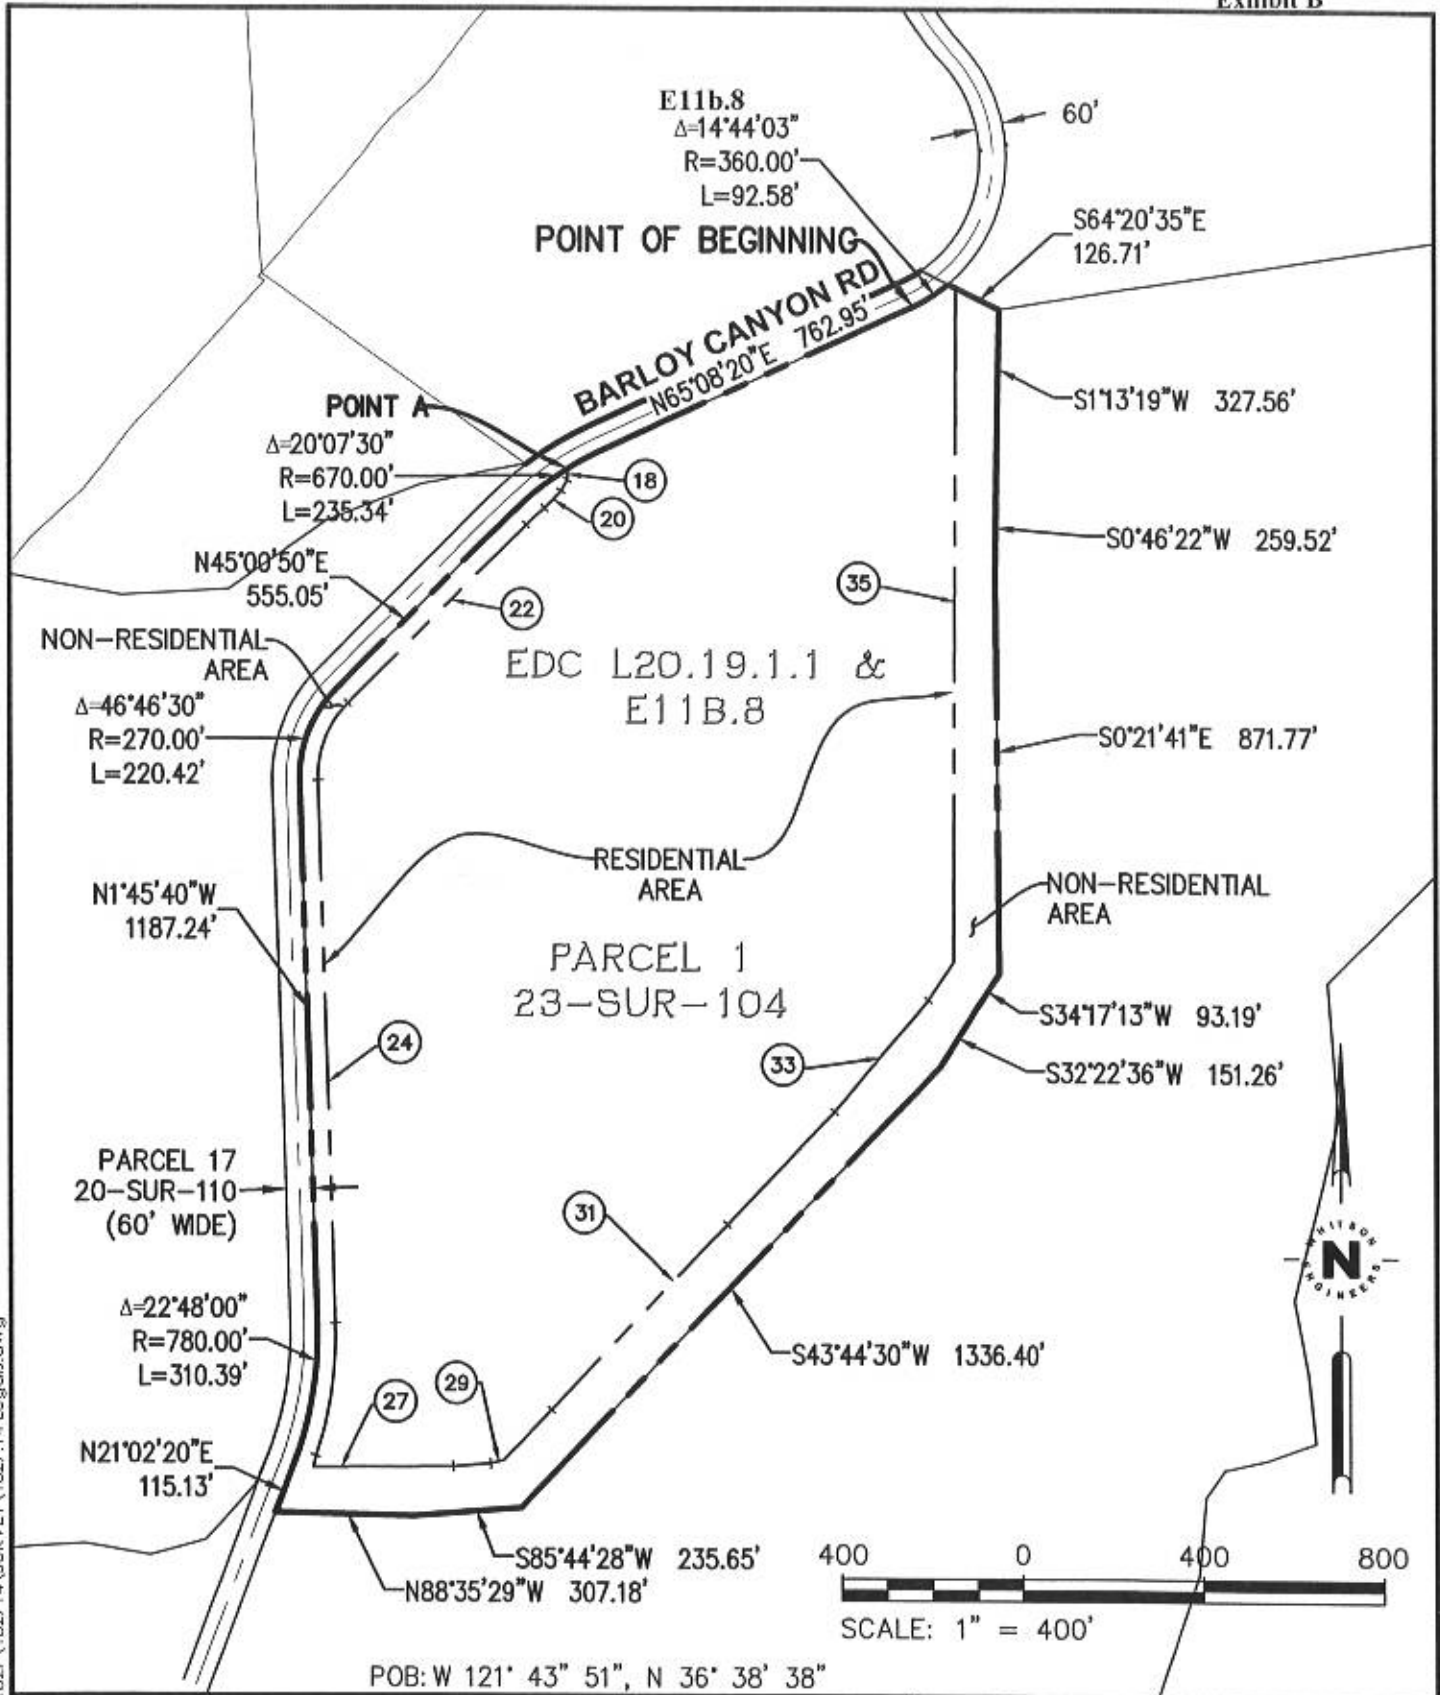 Exhibit B
E11b.8
Δ=14°44'03"
R=360.00'
L=92.58'
60'
POINT OF BEGINNING
S64°20'35"E
126.71'
BARLOY CANYON RD
N65°08'20"E 762.95'
S1°13'19"W 327.56'
POINT A
Δ=20°07'30"
R=670.00'
L=235.34'
18
20
S0°46'22"W 259.52'
N45°00'50"E
555.05'
35
22
NON-RESIDENTIAL
AREA
EDC L20.19.1.1 &
E11B.8
Δ=46°46'30"
R=270.00'
L=220.42'
S0°21'41"E 871.77'
RESIDENTIAL
AREA
N1°45'40"W
1187.24'
NON-RESIDENTIAL
AREA
PARCEL 1
23-SUR-104
S34°17'13"W 93.19'
24
33
S32°22'36"W 151.26'
PARCEL 17
20-SUR-110
(60' WIDE)
31
WHITSON
N
ENGINEERS
Δ=22°48'00"
R=780.00'
L=310.39'
S43°44'30"W 1336.40'
27
29
N21°02'20"E
115.13'
S85°44'28"W 235.65'
N88°35'29"W 307.18'
400 0 400 800
SCALE: 1" = 400'
POB: W 121° 43" 51", N 36° 38' 38"